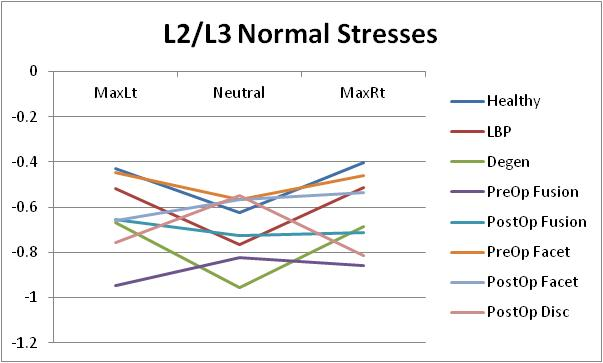 L2/L3 Normal Stresses
0
MaxLt Neutral MaxRt
-0.2
-0.4
-0.6
-0.8
-1
-1.2
Healthy
LBP
Degen
PreOp Fusion
PostOp Fusion
PreOp Facet
PostOp Facet
PostOp Disc